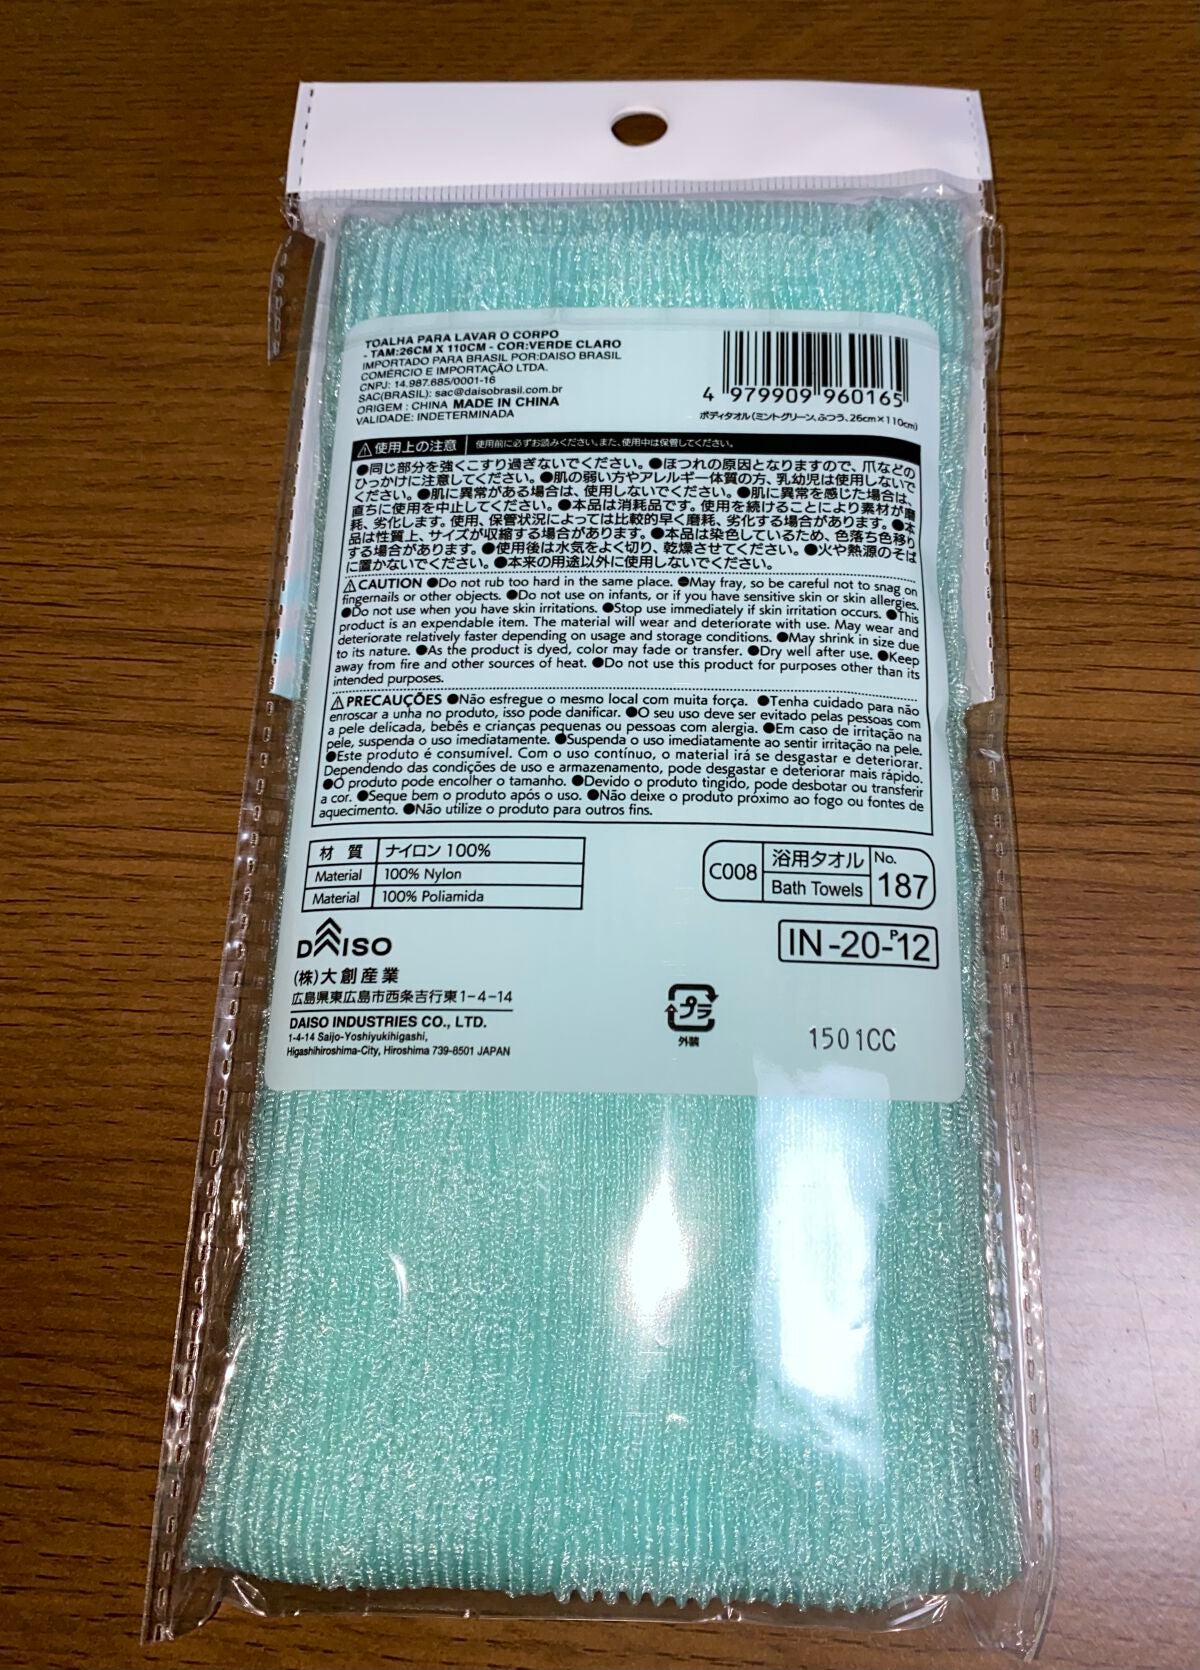 TOALHA PARA LAVAR O CORPO
- TAM:26CM X 110CM - COR:VERDE CLARO
IMPORTADO PARA BRASIL POR:DAISO BRASIL
COMÉRCIO E IMPORTAÇÃO LTDA.
CNPJ: 14.987.685/0001-16
SAC(BRASIL): sac@daisobrasil.com.br
ORIGEM : CHINA MADE IN CHINA
VALIDADE: INDETERMINADA
4 979909 960165
ボディタオル(ミントグリーン、ふつう、26cm×110cm)
⚠使用上の注意 使用前に必ずお読みください。また、使用中は保管してください。
●同じ部分を強くこすり過ぎないでください。●ほつれの原因となりますので、爪などの
ひっかけに注意してください。●肌の弱い方やアレルギー体質の方、乳幼児は使用しないで
ください。●肌に異常がある場合は、使用しないでください。●肌に異常を感じた場合は、
直ちに使用を中止してください。●本品は消耗品です。使用を続けることにより素材が磨
耗、劣化します。使用、保管状況によっては比較的早く磨耗、劣化する場合があります。●本
品は性質上、サイズが収縮する場合があります。●本品は染色しているため、色落ち色移り
する場合があります。●使用後は水気をよく切り、乾燥させてください。●火や熱源のそば
に置かないでください。●本来の用途以外に使用しないでください。
⚠CAUTION ●Do not rub too hard in the same place. ●May fray, so be careful not to snag on
fingernails or other objects. ●Do not use on infants, or if you have sensitive skin or skin allergies.
●Do not use when you have skin irritations. ●Stop use immediately if skin irritation occurs. ●This
product is an expendable item. The material will wear and deteriorate with use. May wear and
deteriorate relatively faster depending on usage and storage conditions. ●May shrink in size due
to its nature. ●As the product is dyed, color may fade or transfer. ●Dry well after use. ●Keep
away from fire and other sources of heat. ●Do not use this product for purposes other than its
intended purposes.
⚠PRECAUÇÕES ●Não esfregue o mesmo local com muita força. ●Tenha cuidado para não
enroscar a unha no produto, isso pode danificar. ●O seu uso deve ser evitado pelas pessoas com
a pele delicada, bebês e crianças pequenas ou pessoas com alergia. ●Em caso de irritação na
pele, suspenda o uso imediatamente. ●Suspenda o uso imediatamente ao sentir irritação na pele.
●Este produto é consumível. Com o uso contínuo, o material irá se desgastar e deteriorar.
Dependendo das condições de uso e armazenamento, pode desgastar e deteriorar mais rápido.
●O produto pode encolher o tamanho. ●Devido o produto tingido, pode desbotar ou transferir
a cor. ●Seque bem o produto após o uso. ●Não deixe o produto próximo ao fogo ou fontes de
aquecimento. ●Não utilize o produto para outros fins.
材質 ナイロン 100%
Material 100% Nylon
Material 100% Poliamida
C008 浴用タオル Bath Towels No. 187
IN-20-P12
DAISO
(株)大創産業
広島県東広島市西条吉行東1-4-14
DAISO INDUSTRIES CO., LTD.
1-4-14 Saijo-Yoshiyukihigashi,
Higashihiroshima-City, Hiroshima 739-8501 JAPAN
プラ
外装
1501CC